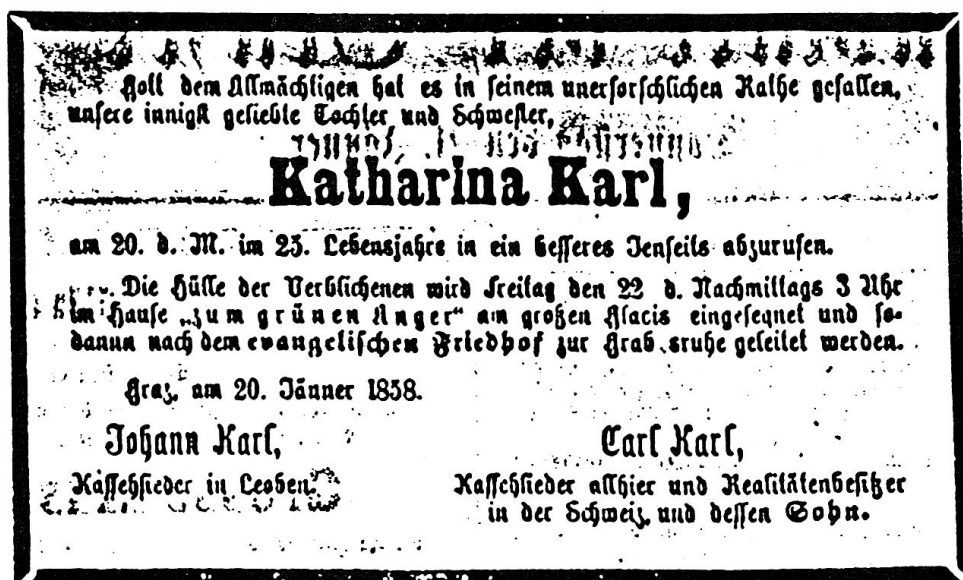 Gott dem Allmächtigen hat es in seinem unerforschlichen Rathe gefallen,
unsere innigst geliebte Tochter und Schwester,
Katharina Karl,
am 20. d. M. im 23. Lebensjahre in ein besseres Jenseits abzurufen.
Die Hülle der Verblichenen wird Freitag den 22 d. Nachmittags 3 Uhr
im Hause „zum grünen Anger“ am großen Glacis eingesegnet und so-
dann nach dem evangelischen Friedhof zur Grabesruhe geleitet werden.
Graz, am 20. Jänner 1858.
Johann Karl,
Kaffehsieder in Leoben.
Carl Karl,
Kaffehsieder allhier und Realitätenbesitzer
in der Schweiz, und dessen Sohn.